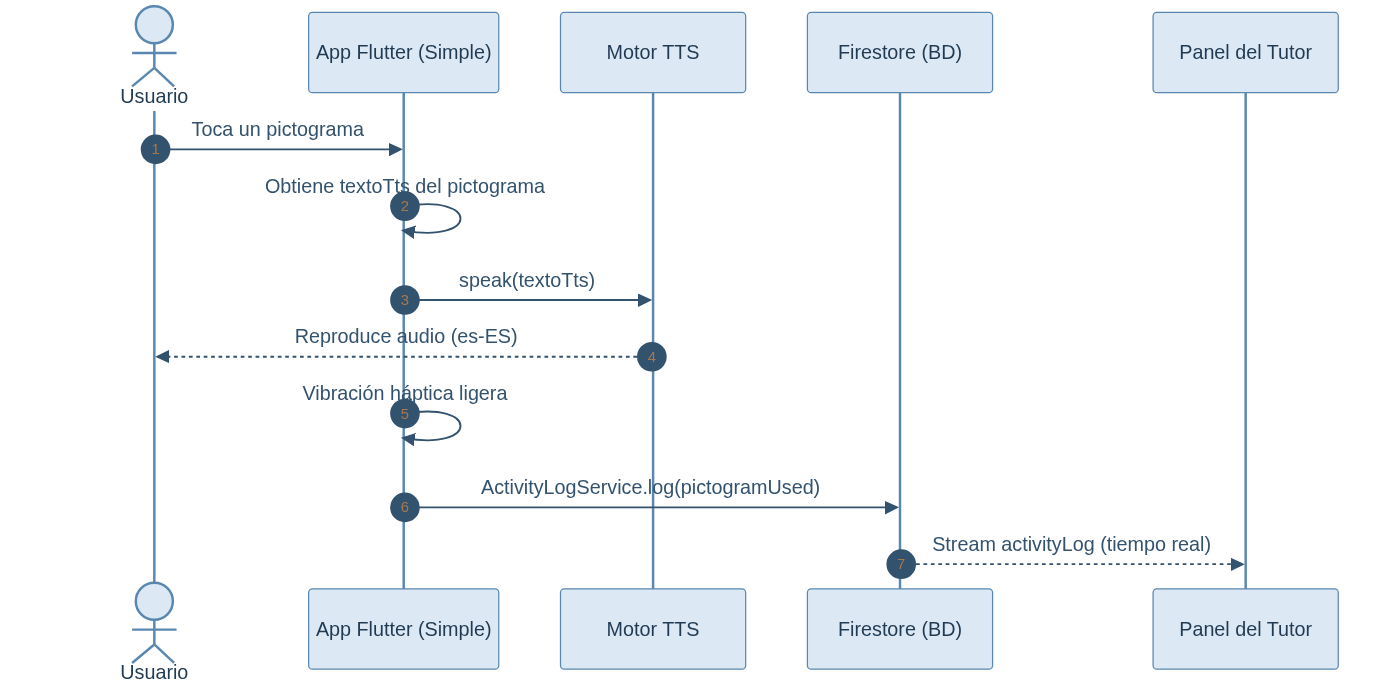 Usuario
App Flutter (Simple)
Motor TTS
Firestore (BD)
Panel del Tutor
Toca un pictograma
1
Obtiene textoTts del pictograma
2
speak(textoTts)
3
Reproduce audio (es-ES)
4
Vibración háptica ligera
5
ActivityLogService.log(pictogramUsed)
6
Stream activityLog (tiempo real)
7
Usuario
App Flutter (Simple)
Motor TTS
Firestore (BD)
Panel del Tutor